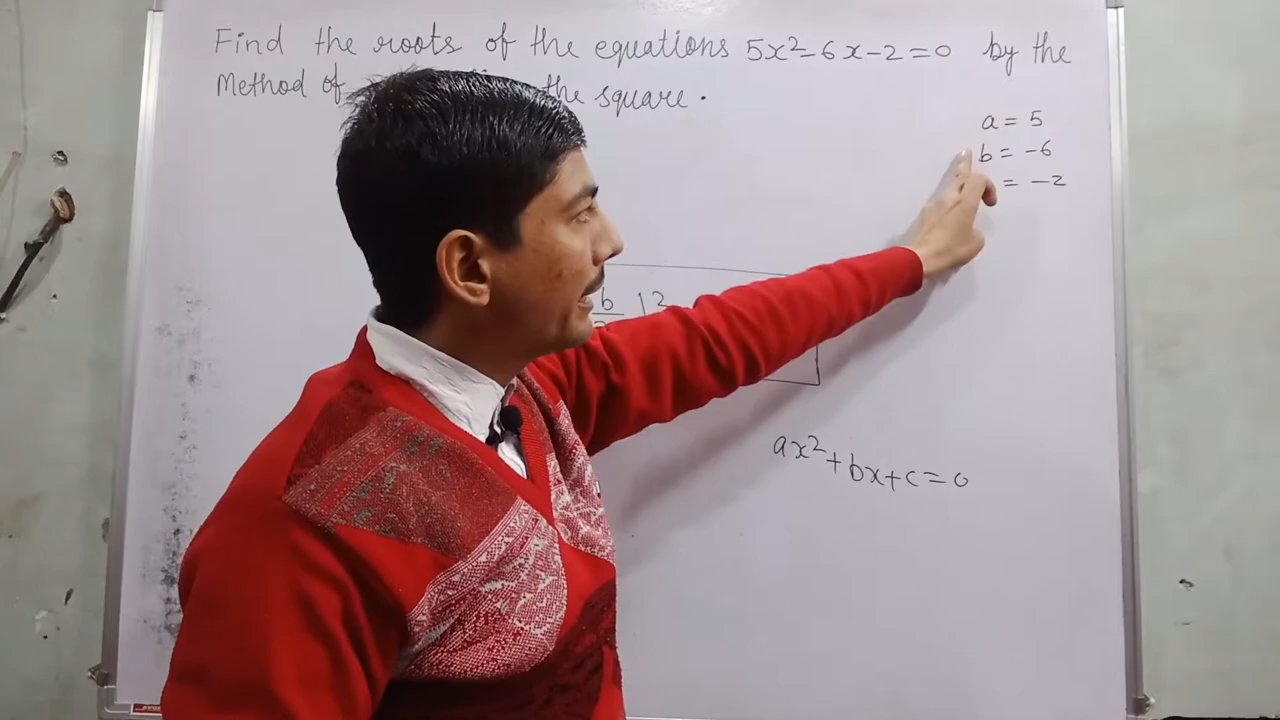 Find the roots of the equations 5x²-6x-2=0 by the
Method of the square.
a = 5
b = -6
= -2
b 2
ax²+bx+c=0